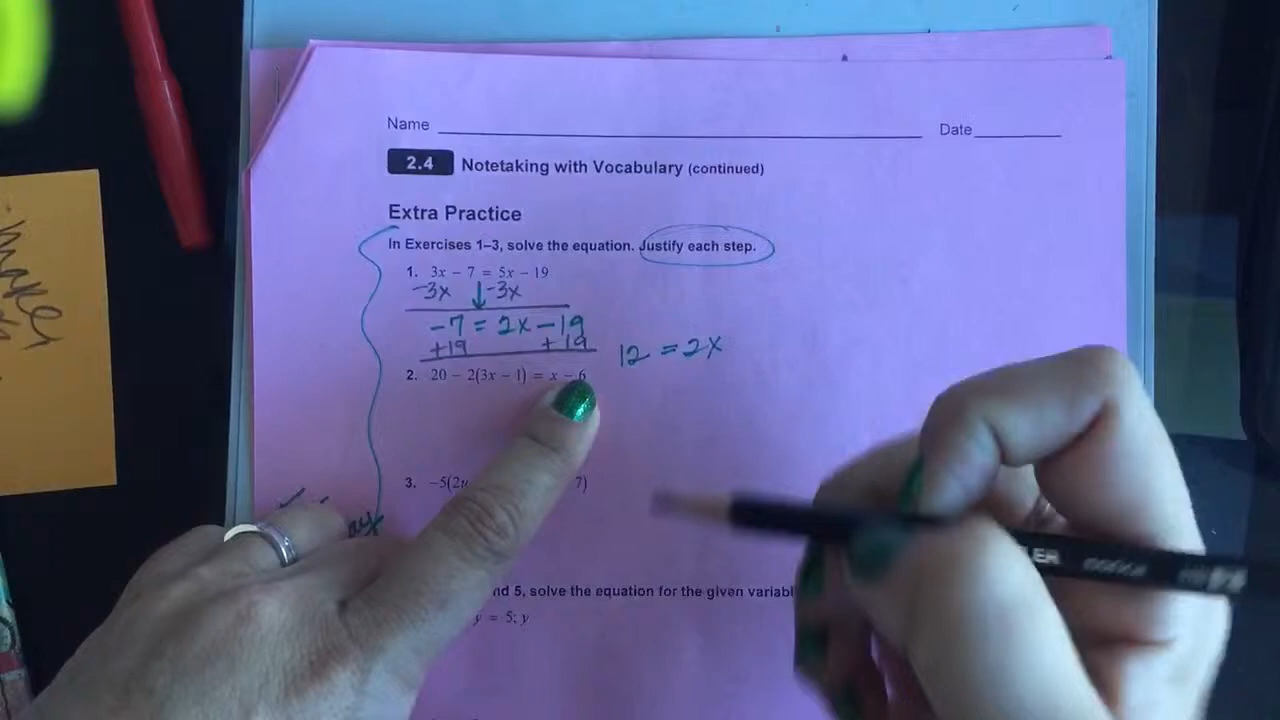 Name Date
2.4 Notetaking with Vocabulary (continued)
Extra Practice
In Exercises 1–3, solve the equation. Justify each step.
1. 3x − 7 = 5x − 19
-3x -3x
-7 = 2x -19
+19 +19
12 = 2x
2. 20 − 2(3x − 1) = x − 6
3. −5(2 7)
nd 5, solve the equation for the given variabl
y = 5; y